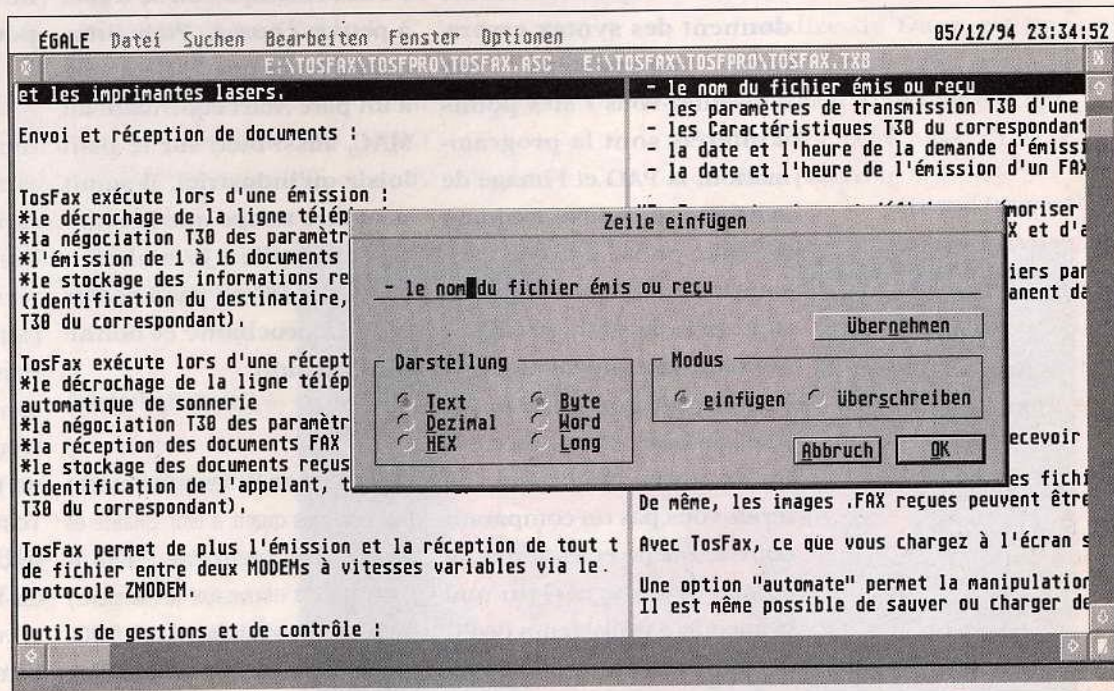 ÉGALE Datei Suchen Bearbeiten Fenster Optionen 05/12/94 23:34:52
E:\TOSFAX\TOSFPRO\TOSFAX.ASC E:\TOSFAX\TOSFPRO\TOSFAX.TXB
et les imprimantes lasers.
Envoi et réception de documents :
TosFax exécute lors d'une émission :
*le décrochage de la ligne télép
*la négociation T30 des paramètr
*l'émission de 1 à 16 documents
*le stockage des informations re
(identification du destinataire,
T30 du correspondant).
TosFax exécute lors d'une récept
*le décrochage de la ligne télép
automatique de sonnerie
*la négociation T30 des paramètr
*la réception des documents FAX
*le stockage des documents reçus
(identification de l'appelant, t
T30 du correspondant).
TosFax permet de plus l'émission et la réception de tout t
de fichier entre deux MODEMs à vitesses variables via le.
protocole ZMODEM.
Outils de gestions et de contrôle :
- le nom du fichier émis ou reçu
- les paramètres de transmission T30 d'une
- les Caractéristiques T30 du correspondant
- la date et l'heure de la demande d'émissi
- la date et l'heure de l'émission d'un FAX
moriser
X et d'a
iers par
anent da
ecevoir
es fichi
De même, les images .FAX reçues peuvent être
Avec TosFax, ce que vous chargez à l'écran s
Une option "automate" permet la manipulation
Il est même possible de sauver ou charger de
Zeile einfügen
- le nom du fichier émis ou reçu
übernehmen
Darstellung
Text Byte
Dezimal Word
HEX Long
Modus
einfügen überschreiben
Abbruch OK